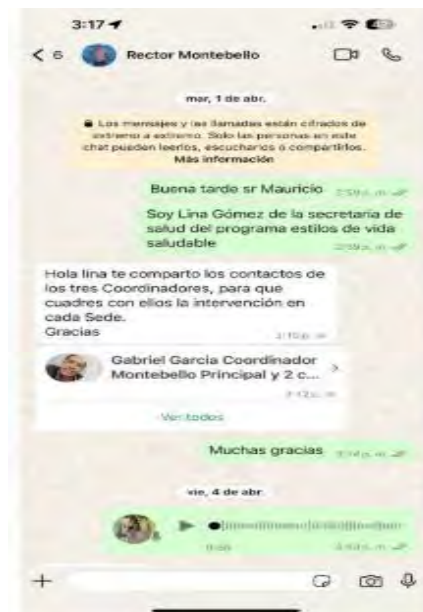 3:17
6 Rector Montebello
mar, 1 de abr.
Los mensajes y las llamadas están cifrados de
extremo a extremo. Solo las personas en este
chat pueden leerlos, escucharlos o compartirlos.
Más información
Buena tarde sr Mauricio
Soy Lina Gómez de la secretaria de
salud del programa estilos de vida
saludable
Hola lina te comparto los contactos de
los tres Coordinadores, para que
cuadres con ellos la intervención en
cada Sede.
Gracias
Gabriel Garcia Coordinador
Montebello Principal y 2 c...
Ver todos
Muchas gracias
vie, 4 de abr.